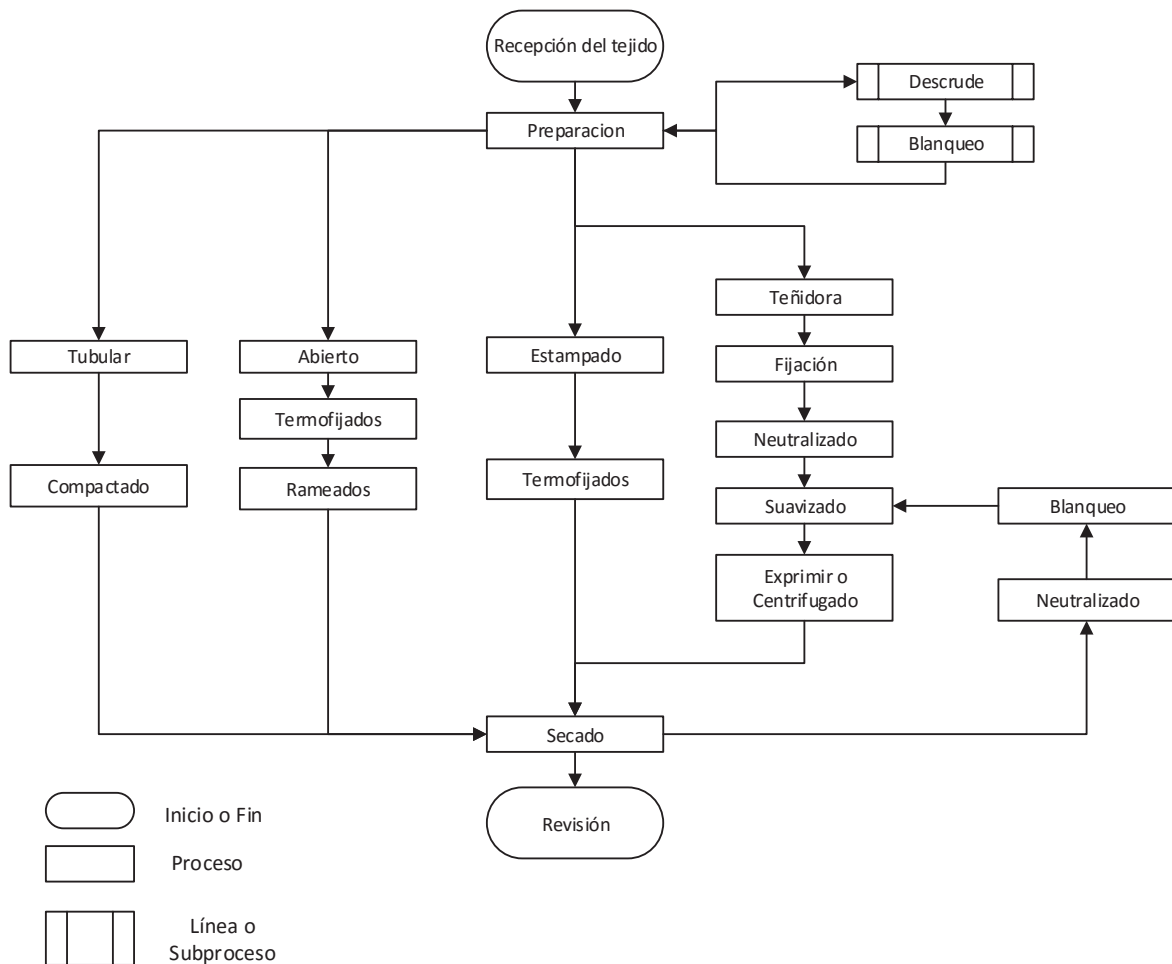 Recepción del tejido
Descrude
Preparacion
Blanqueo
Teñidora
Tubular
Abierto
Estampado
Fijación
Termofijados
Neutralizado
Compactado
Rameados
Termofijados
Suavizado
Blanqueo
Exprimir o
Centrifugado
Neutralizado
Secado
Revisión
Inicio o Fin
Proceso
Línea o
Subproceso